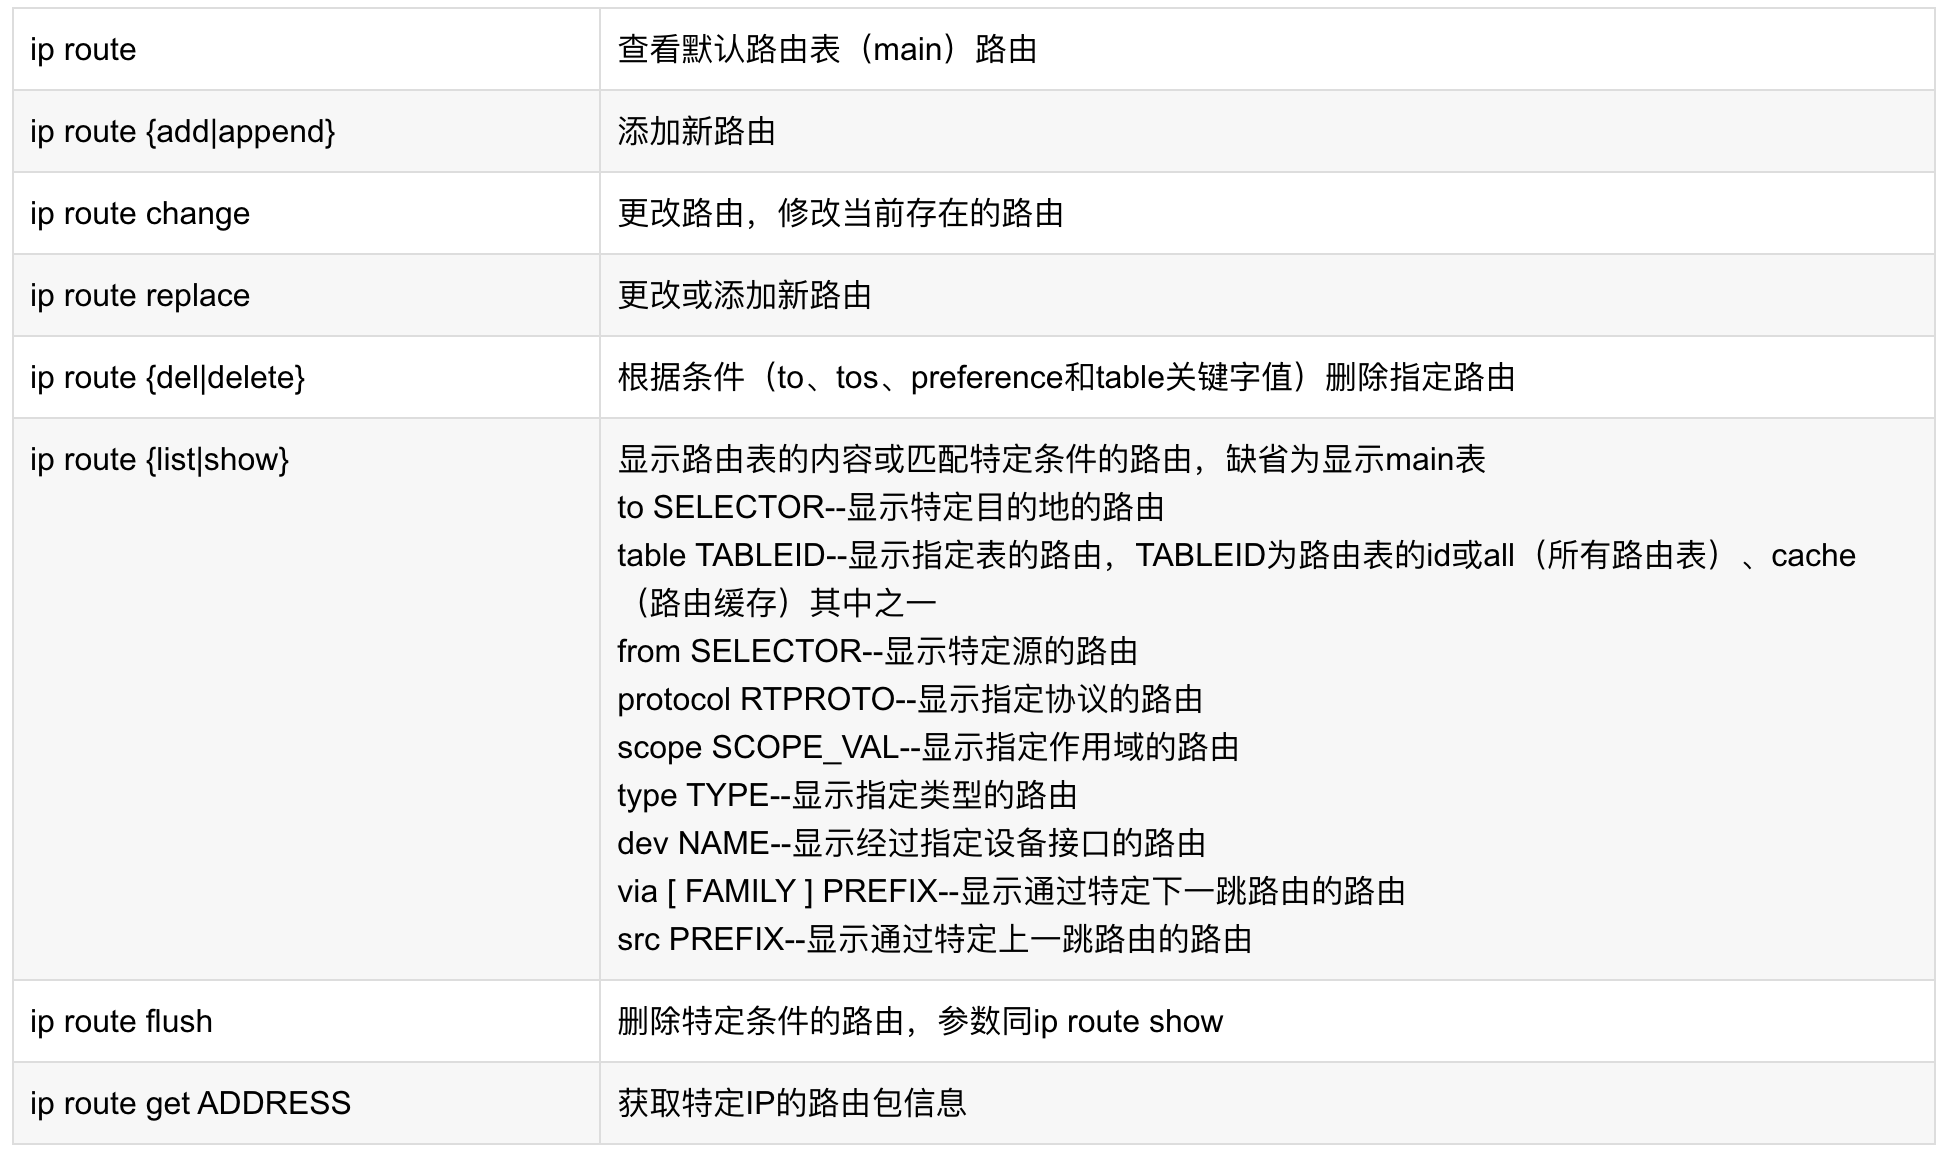 ip route
查看默认路由表（main）路由
ip route {add|append}
添加新路由
ip route change
更改路由，修改当前存在的路由
ip route replace
更改或添加新路由
ip route {del|delete}
根据条件（to、tos、preference和table关键字值）删除指定路由
ip route {list|show}
显示路由表的内容或匹配特定条件的路由，缺省为显示main表
to SELECTOR--显示特定目的地的路由
table TABLEID--显示指定表的路由，TABLEID为路由表的id或all（所有路由表）、cache
（路由缓存）其中之一
from SELECTOR--显示特定源的路由
protocol RTPROTO--显示指定协议的路由
scope SCOPE_VAL--显示指定作用域的路由
type TYPE--显示指定类型的路由
dev NAME--显示经过指定设备接口的路由
via [ FAMILY ] PREFIX--显示通过特定下一跳路由的路由
src PREFIX--显示通过特定上一跳路由的路由
ip route flush
删除特定条件的路由，参数同ip route show
ip route get ADDRESS
获取特定IP的路由包信息